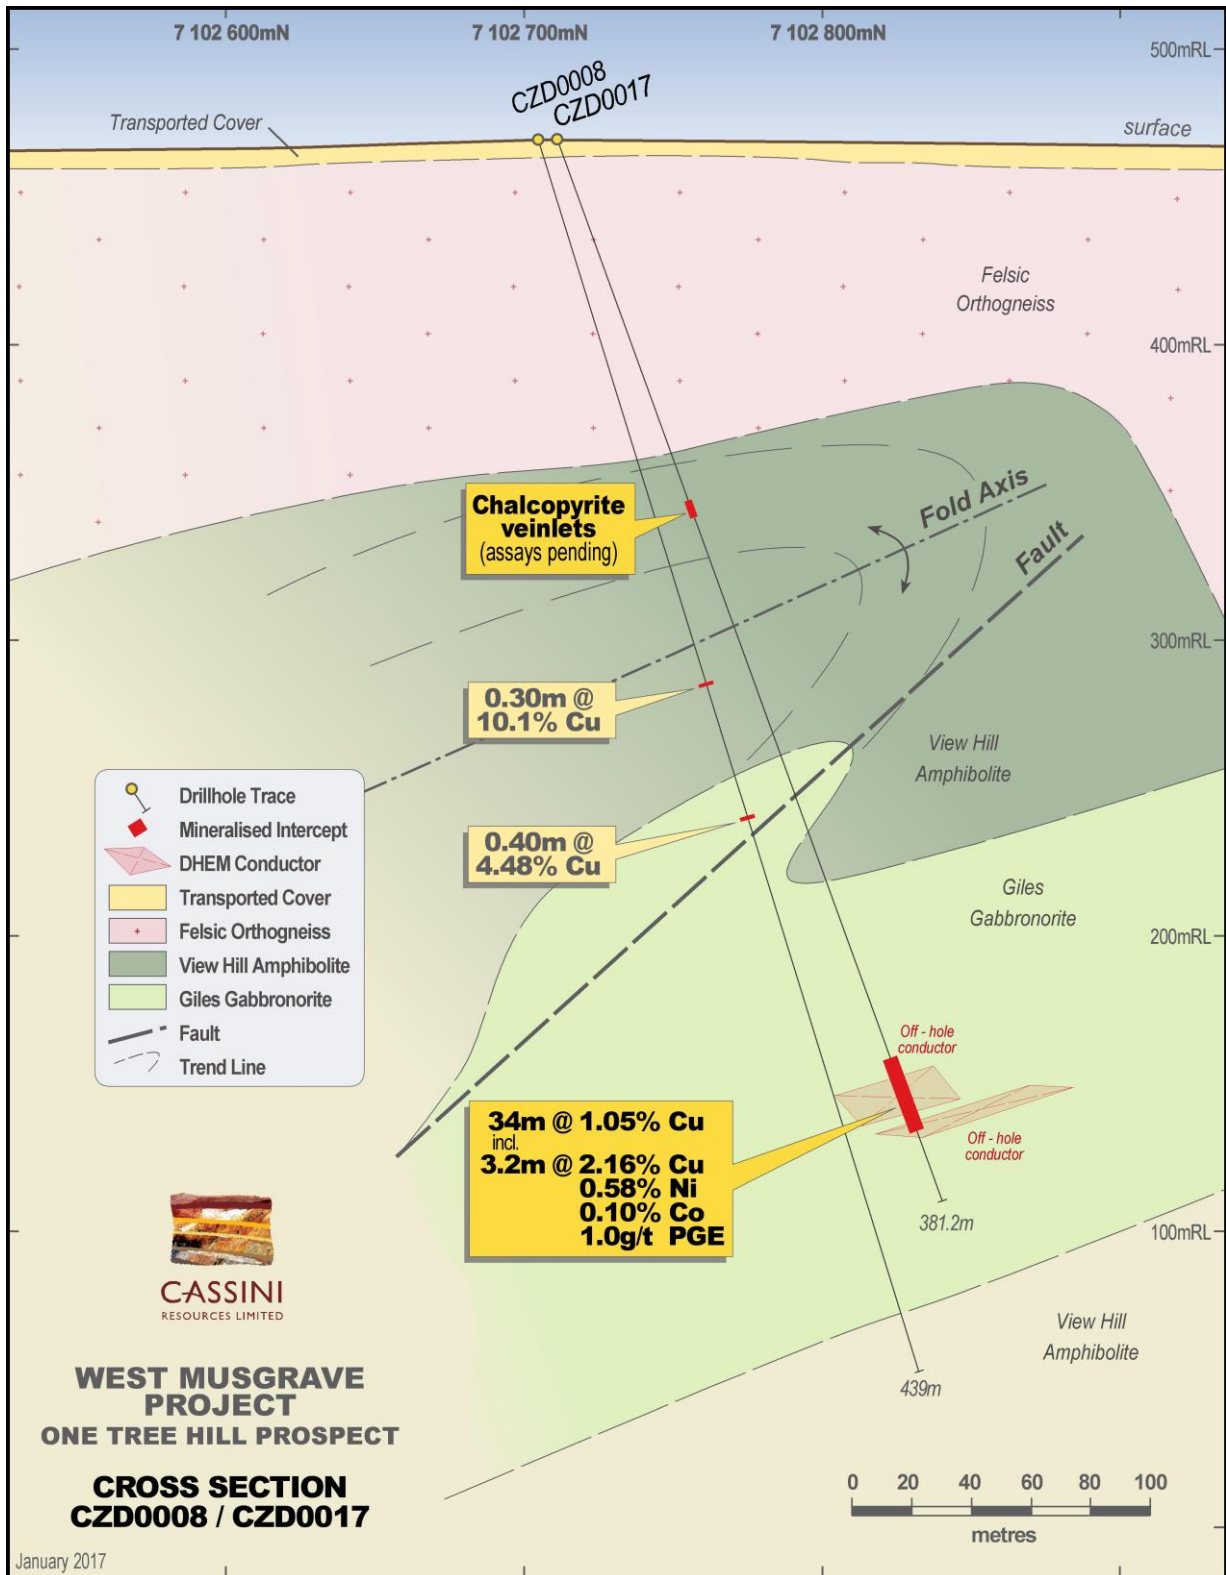 7 102 600mN
7 102 700mN
7 102 800mN
500mRL
CZD0008
CZD0017
Transported Cover
surface
Felsic
Orthogneiss
400mRL
Chalcopyrite
veinlets
(assays pending)
Fold Axis
Fault
300mRL
0.30m @
10.1% Cu
View Hill
Amphibolite
Drillhole Trace
Mineralised Intercept
DHEM Conductor
Transported Cover
Felsic Orthogneiss
View Hill Amphibolite
Giles Gabbronorite
Fault
Trend Line
0.40m @
4.48% Cu
Giles
Gabbronorite
200mRL
Off - hole
conductor
34m @ 1.05% Cu
incl.
3.2m @ 2.16% Cu
0.58% Ni
0.10% Co
1.0g/t PGE
Off - hole
conductor
381.2m
100mRL
CASSINI
RESOURCES LIMITED
View Hill
Amphibolite
439m
WEST MUSGRAVE
PROJECT
ONE TREE HILL PROSPECT
CROSS SECTION
CZD0008 / CZD0017
0 20 40 60 80 100
metres
January 2017